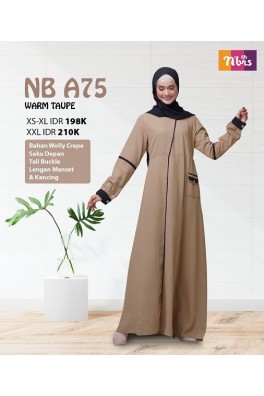 Nbrs
NB A75
WARM TAUPE
XS-XL IDR 198K
XXL IDR 210K
Bahan Wolly Crepe
Saku Depan
Tali Buckle
Lengan Manset
& Kancing